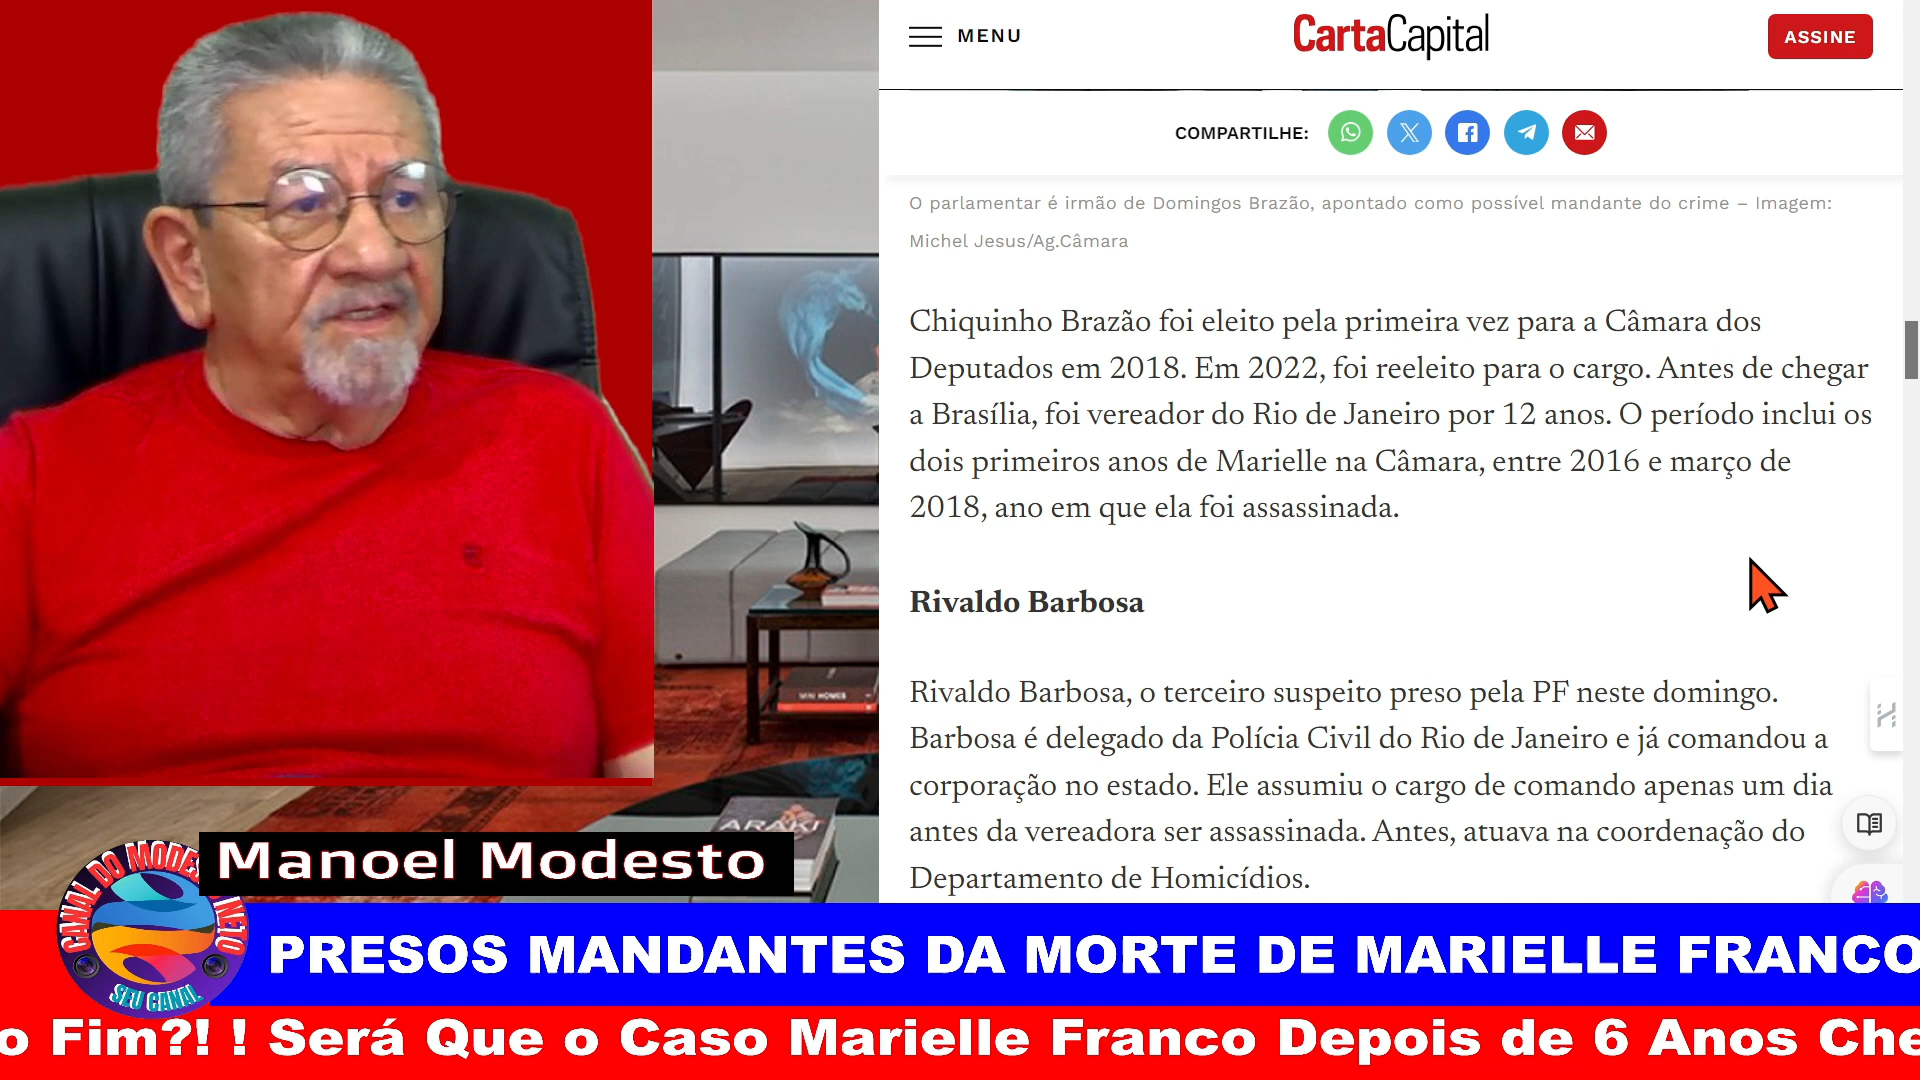 MENU
CartaCapital
ASSINE
COMPARTILHE:
O parlamentar é irmão de Domingos Brazão, apontado como possível mandante do crime – Imagem:
Michel Jesus/Ag.Câmara
Chiquinho Brazão foi eleito pela primeira vez para a Câmara dos
Deputados em 2018. Em 2022, foi reeleito para o cargo. Antes de chegar
a Brasília, foi vereador do Rio de Janeiro por 12 anos. O período inclui os
dois primeiros anos de Marielle na Câmara, entre 2016 e março de
2018, ano em que ela foi assassinada.
Rivaldo Barbosa
Rivaldo Barbosa, o terceiro suspeito preso pela PF neste domingo.
Barbosa é delegado da Polícia Civil do Rio de Janeiro e já comandou a
corporação no estado. Ele assumiu o cargo de comando apenas um dia
antes da vereadora ser assassinada. Antes, atuava na coordenação do
Departamento de Homicídios.
MINI HOMES
ARAKI
Manoel Modesto
CANAL DO MODESTO NETO
SEU CANAL
PRESOS MANDANTES DA MORTE DE MARIELLE FRANCO
o Fim?! ! Será Que o Caso Marielle Franco Depois de 6 Anos Che